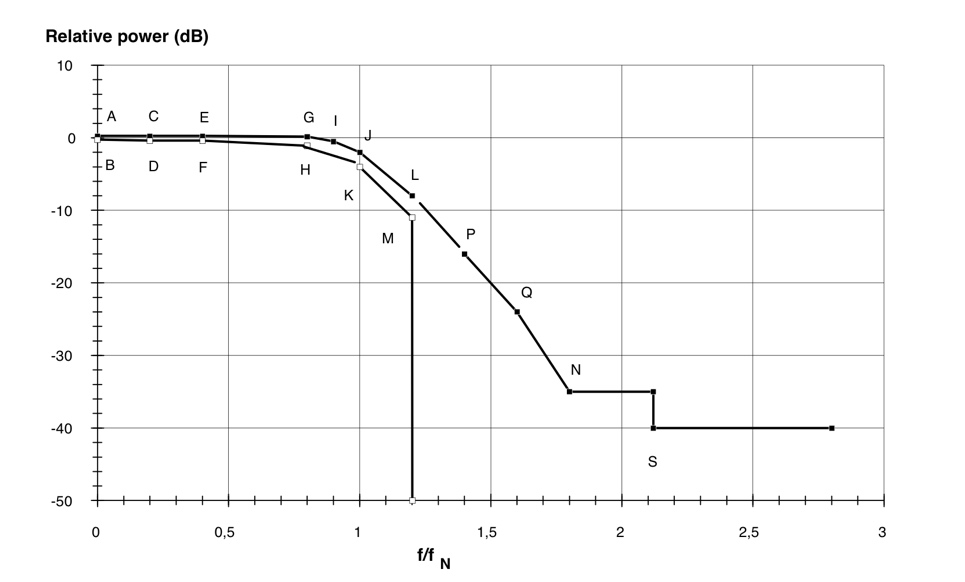 Relative power (dB)
10
A C E G I
0 J
B D F H L
K
-10
M P
-20
Q
-30
N
-40
S
-50
0 0,5 1 1,5 2 2,5 3
f/f N